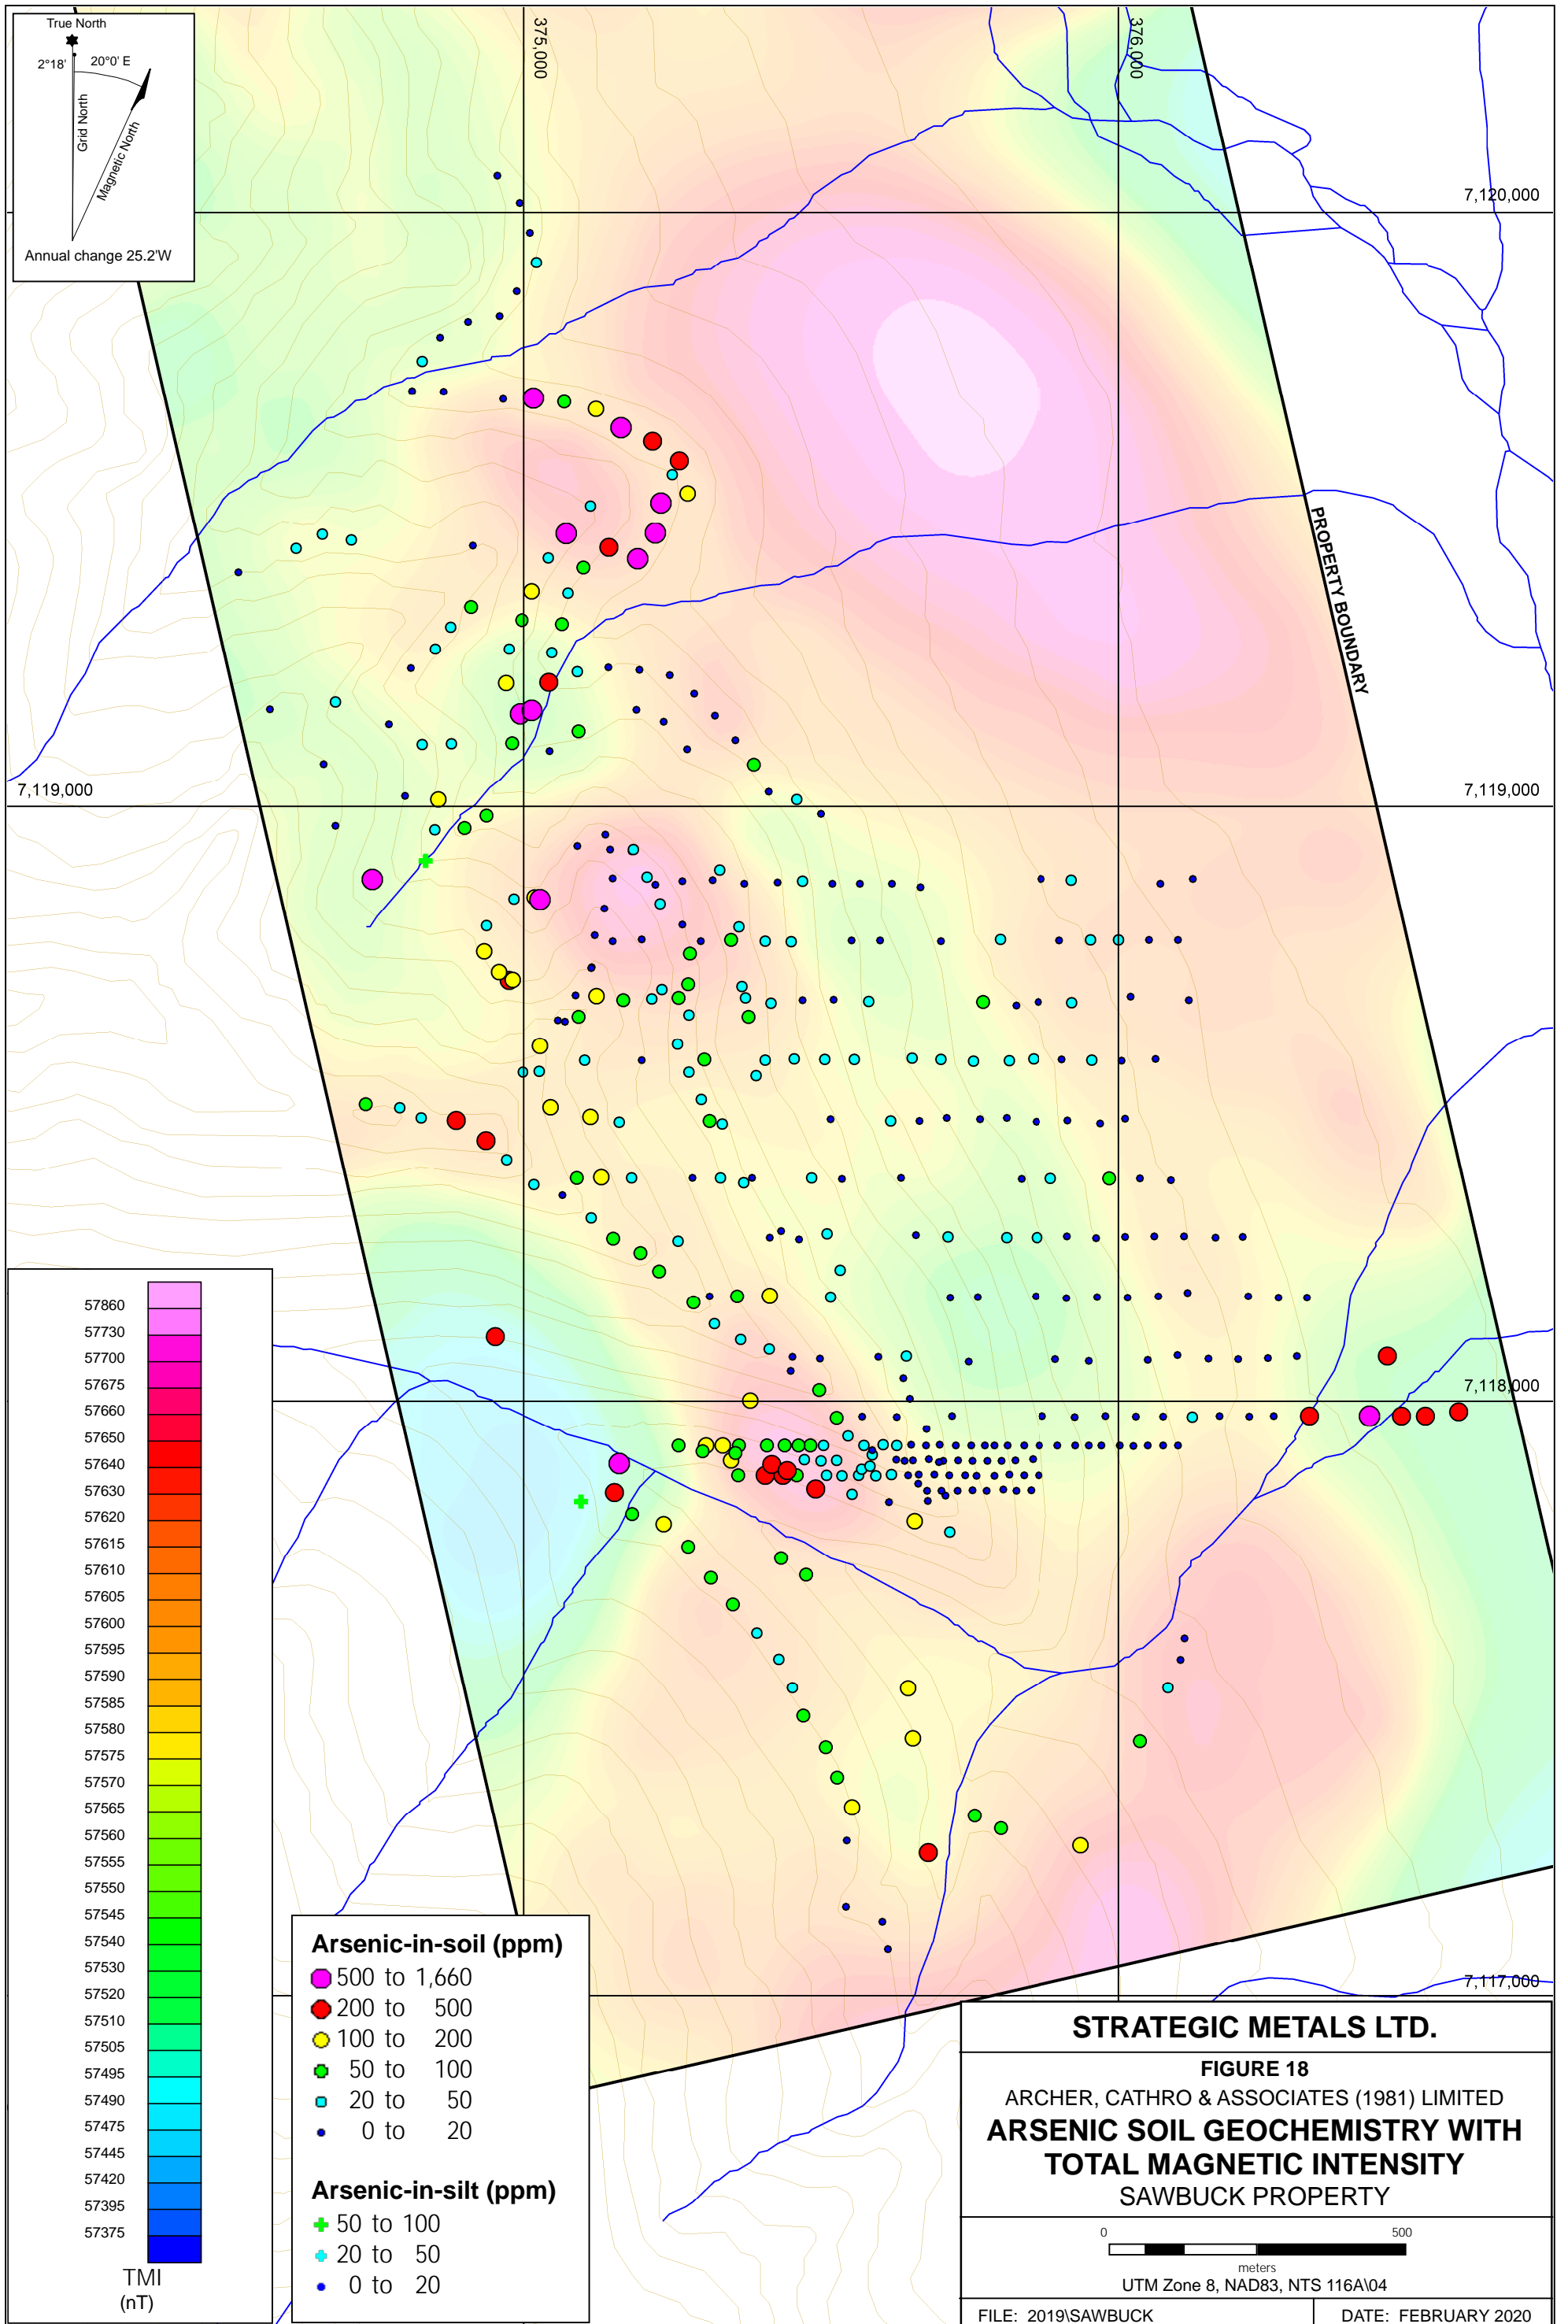 True North
2°18'
20°0' E
Grid North
Magnetic North
Annual change 25.2'W
375,000
376,000
7,120,000
PROPERTY BOUNDARY
7,119,000
7,119,000
7,118,000
7,117,000
57860
57730
57700
57675
57660
57650
57640
57630
57620
57615
57610
57605
57600
57595
57590
57585
57580
57575
57570
57565
57560
57555
57550
57545
57540
57530
57520
57510
57505
57495
57490
57475
57445
57420
57395
57375
TMI
(nT)
Arsenic-in-soil (ppm)
500 to 1,660
200 to 500
100 to 200
50 to 100
20 to 50
0 to 20
Arsenic-in-silt (ppm)
50 to 100
20 to 50
0 to 20
STRATEGIC METALS LTD.
FIGURE 18
ARCHER, CATHRO & ASSOCIATES (1981) LIMITED
ARSENIC SOIL GEOCHEMISTRY WITH
TOTAL MAGNETIC INTENSITY
SAWBUCK PROPERTY
0 500
meters
UTM Zone 8, NAD83, NTS 116A\04
FILE: 2019\SAWBUCK DATE: FEBRUARY 2020